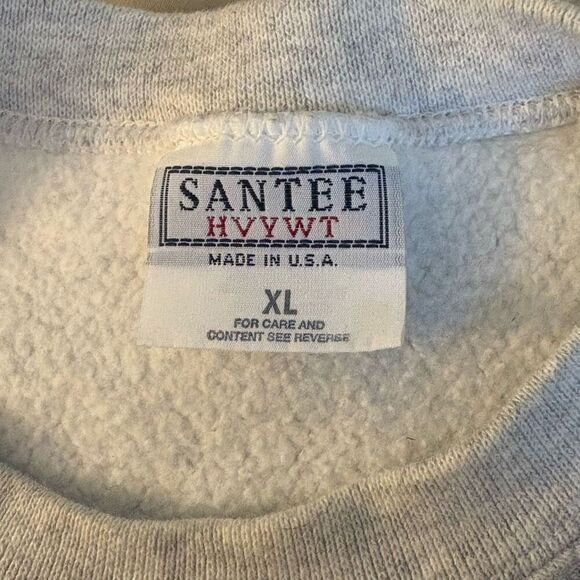 SANTEE
HVYWT
MADE IN U.S.A.
XL
FOR CARE AND
CONTENT SEE REVERSE